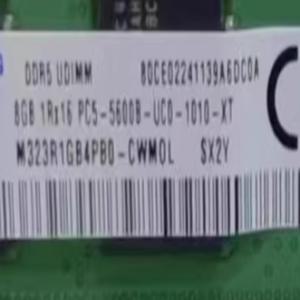 DDR5 UDIMM 80CE02241139A6DC0A
8GB 1Rx16 PC5-5600B-UC0-1010-XT
M323R1GB4PB0-CWMOL SX2Y